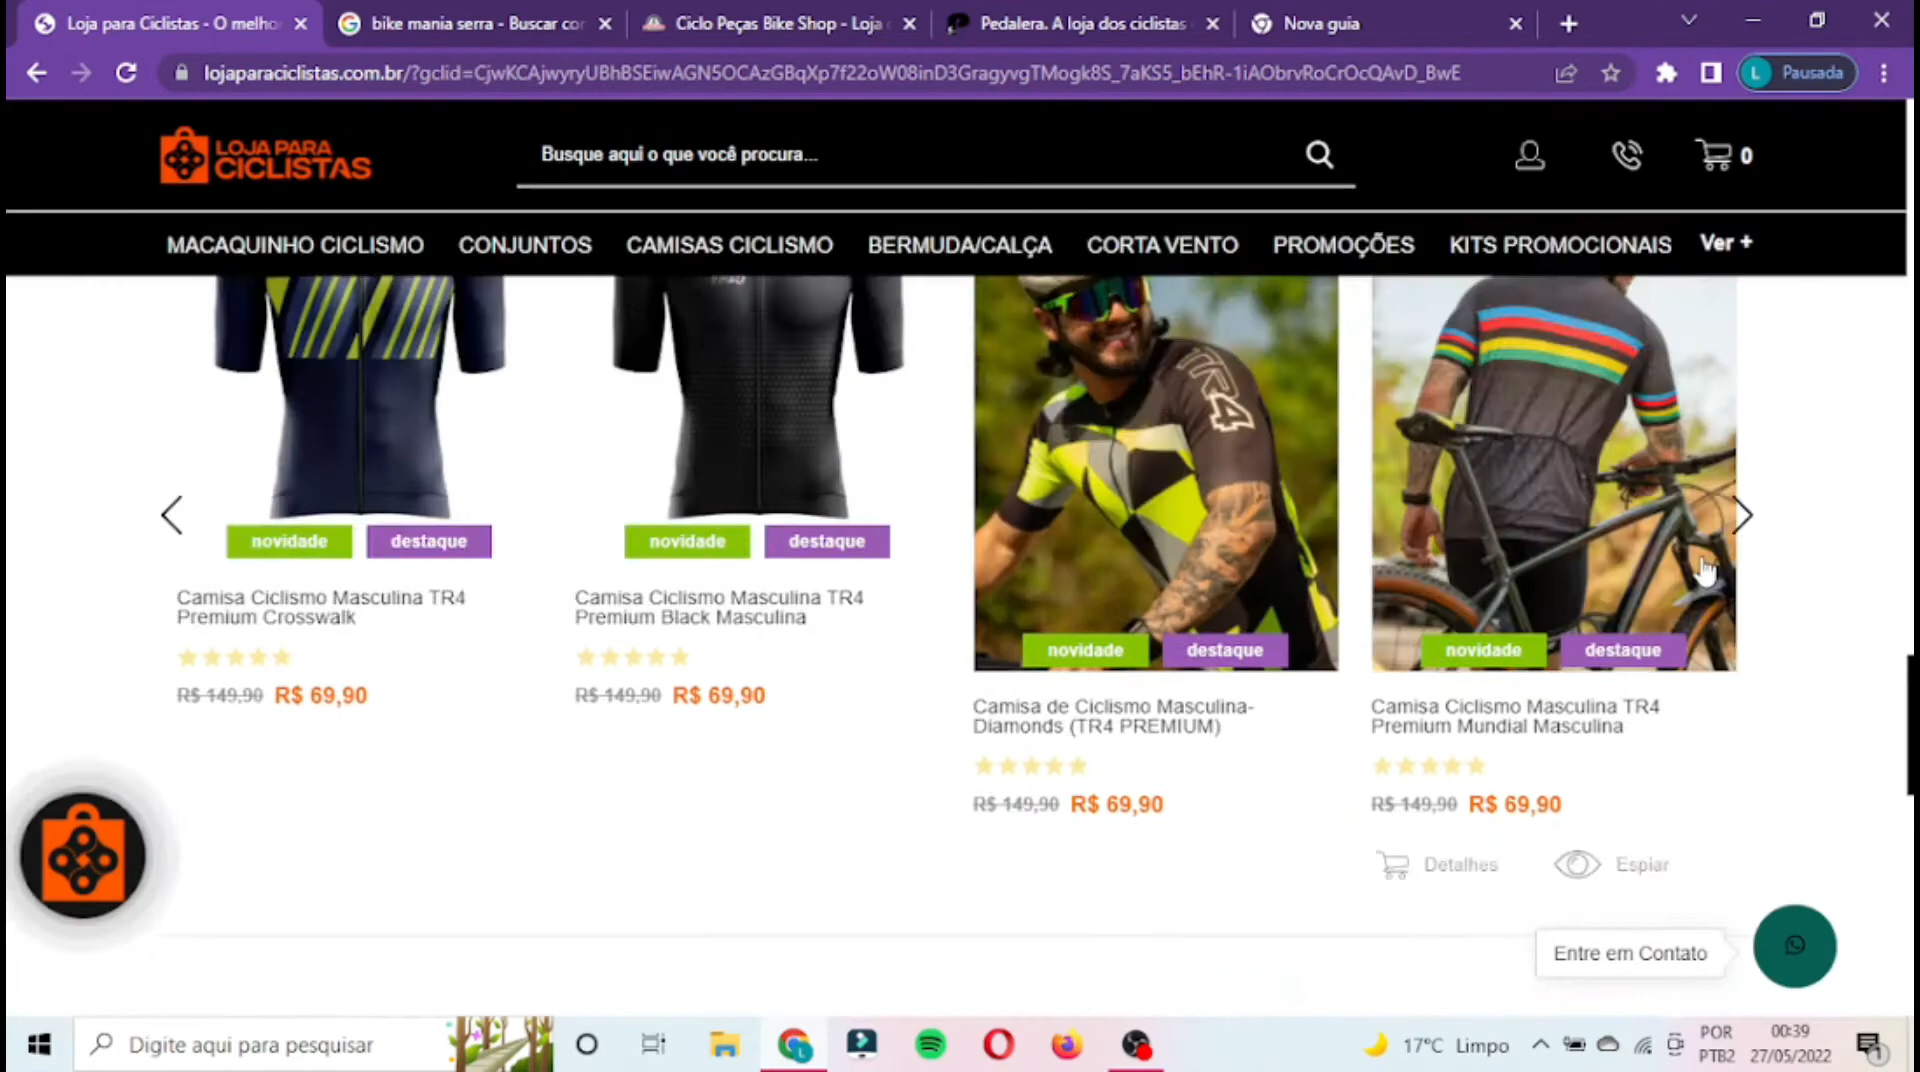 Loja para Ciclistas - O melho
bike mania serra - Buscar con
Ciclo Peças Bike Shop - Loja
Pedalera. A loja dos ciclistas
Nova guia
lojaparaciclistas.com.br/?gclid=CjwKCAjwyryUBhBSEiwAGN5OCAzGBqXp7f22oW08inD3GragyvgTMogk8S_7aKS5_bEhR-1iAObrvRoCrOcQAvD_BwE
L Pausada
LOJA PARA
CICLISTAS
Busque aqui o que você procura...
0
MACAQUINHO CICLISMO CONJUNTOS CAMISAS CICLISMO BERMUDA/CALÇA CORTA VENTO PROMOÇÕES KITS PROMOCIONAIS Ver +
TR4
novidade destaque
novidade destaque
novidade destaque
novidade destaque
Camisa Ciclismo Masculina TR4
Premium Crosswalk
R$ 149,90 R$ 69,90
Camisa Ciclismo Masculina TR4
Premium Black Masculina
R$ 149,90 R$ 69,90
Camisa de Ciclismo Masculina-
Diamonds (TR4 PREMIUM)
R$ 149,90 R$ 69,90
Camisa Ciclismo Masculina TR4
Premium Mundial Masculina
R$ 149,90 R$ 69,90
Detalhes Espiar
Entre em Contato
Digite aqui para pesquisar
L
17°C Limpo
POR
PTB2
00:39
27/05/2022
1